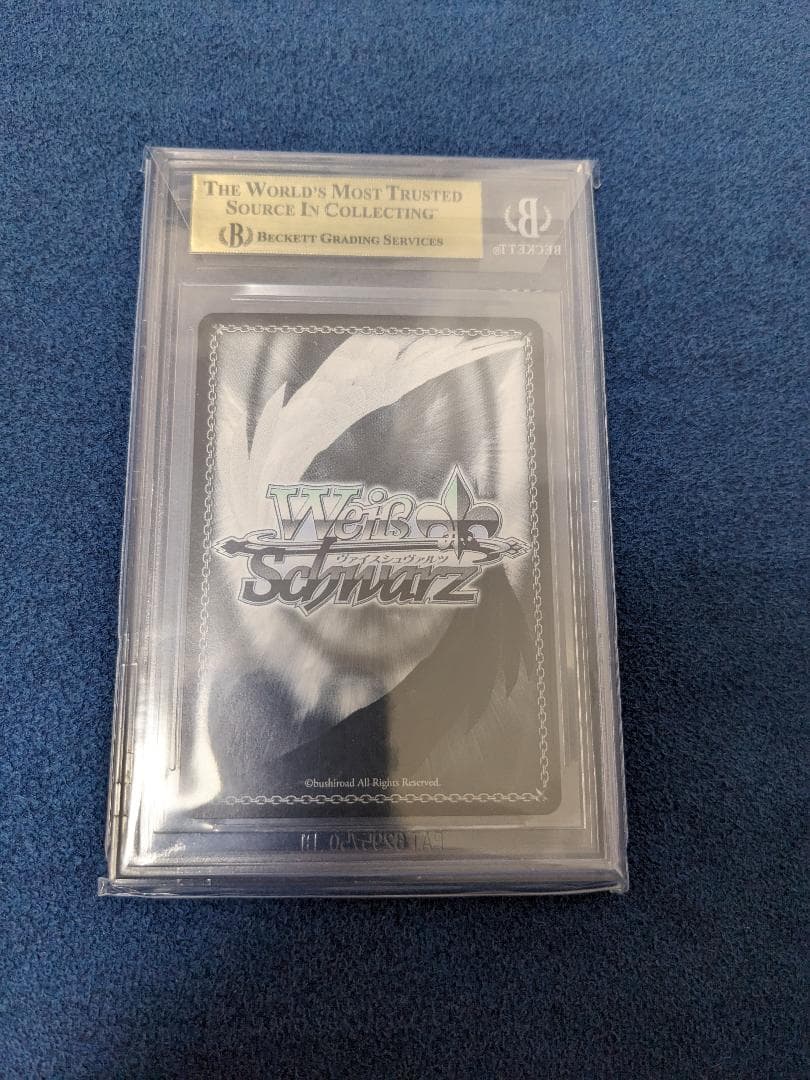 THE WORLD'S MOST TRUSTED
SOURCE IN COLLECTING™
B BECKETT GRADING SERVICES
B
BECKETT®
Weiß
ヴァイスシュヴァルツ
Schwarz
©bushiroad All Rights Reserved.